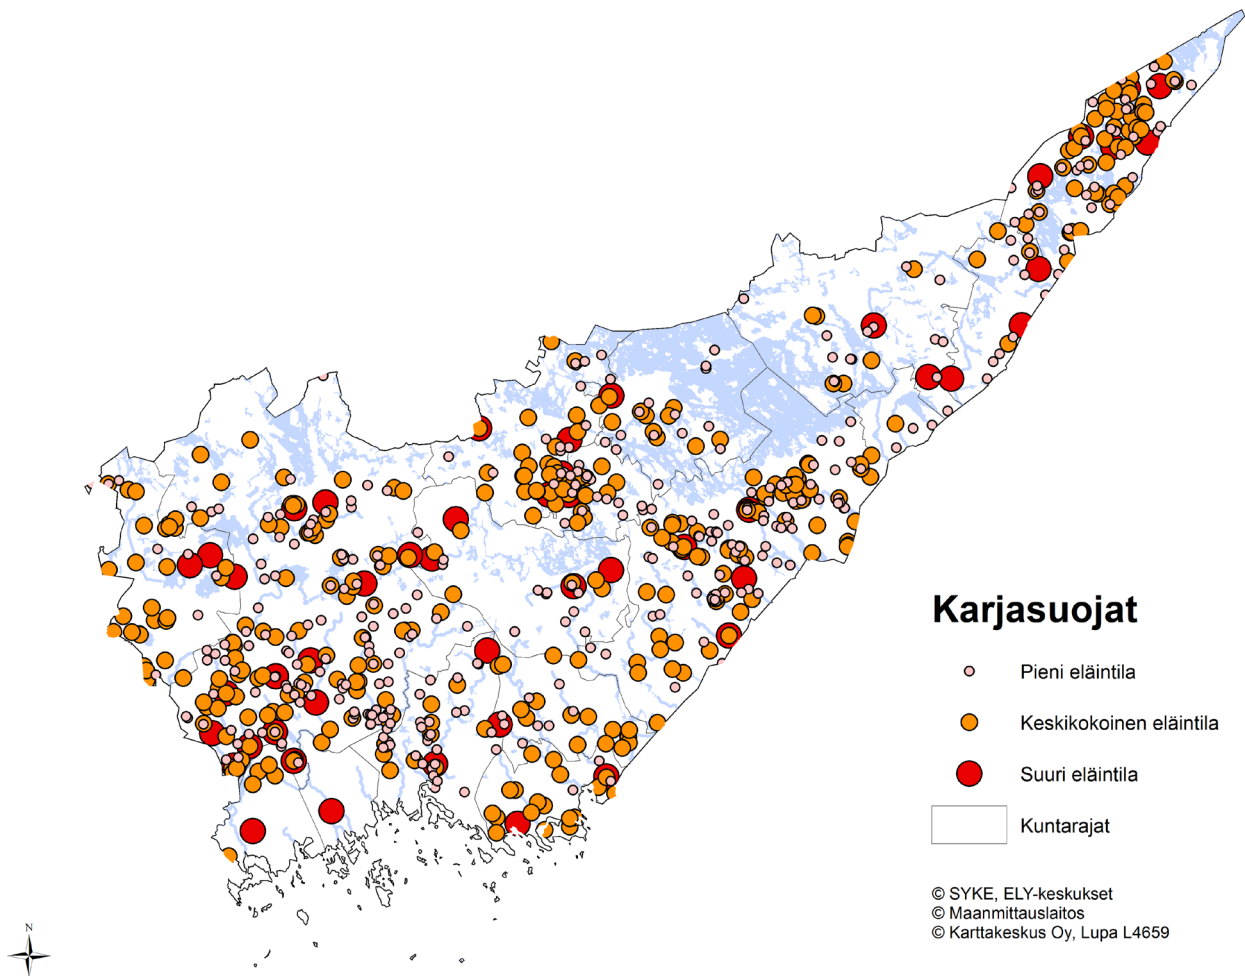 Karjasuojat
Pieni eläintila
Keskikokoinen eläintila
Suuri eläintila
Kuntarajat
© SYKE, ELY-keskukset
© Maanmittauslaitos
© Karttakeskus Oy, Lupa L4659
N